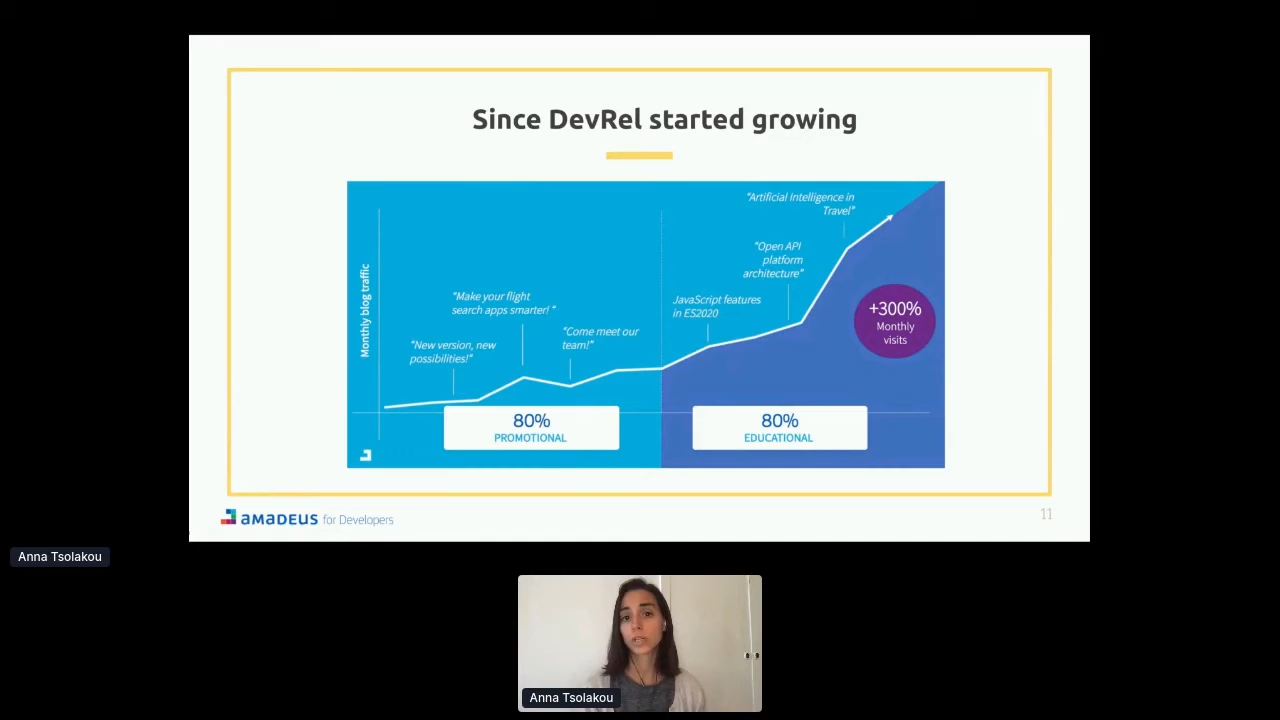 Since DevRel started growing
Monthly blog traffic
"New version, new
possibilities!"
"Make your flight
search apps smarter! "
"Come meet our
team!"
JavaScript features
in ES2020
"Open API
platform
architecture"
"Artificial Intelligence in
Travel"
+300%
Monthly
visits
80%
PROMOTIONAL
80%
EDUCATIONAL
amadeus for Developers
11
Anna Tsolakou
Anna Tsolakou